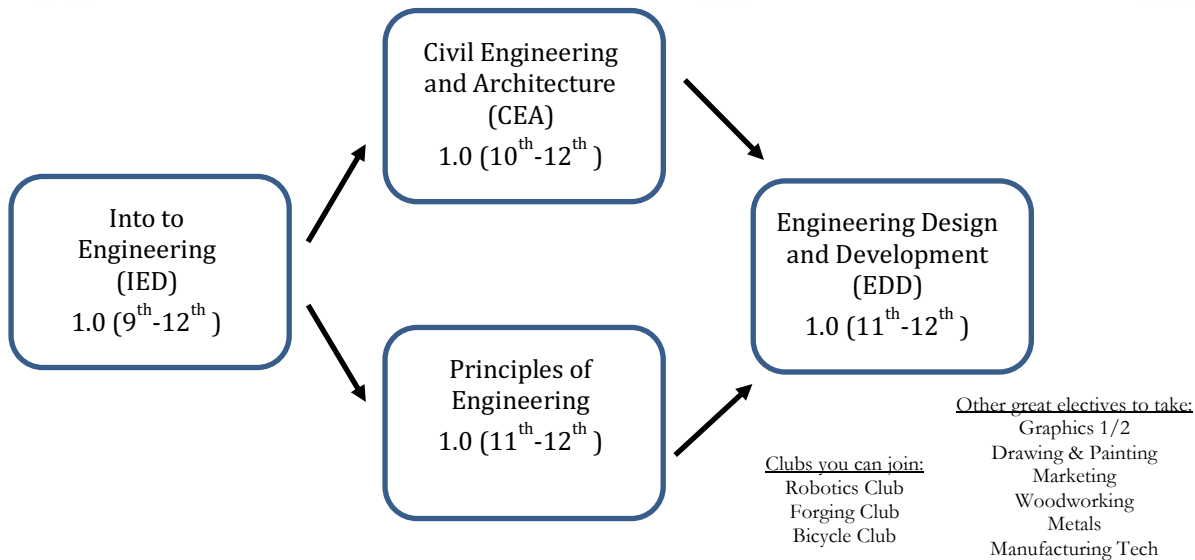 Civil Engineering
and Architecture
(CEA)
1.0 (10th-12th )
Into to
Engineering
(IED)
1.0 (9th-12th )
Engineering Design
and Development
(EDD)
1.0 (11th-12th )
Principles of
Engineering
1.0 (11th-12th )
Clubs you can join:
Robotics Club
Forging Club
Bicycle Club
Other great electives to take:
Graphics 1/2
Drawing & Painting
Marketing
Woodworking
Metals
Manufacturing Tech